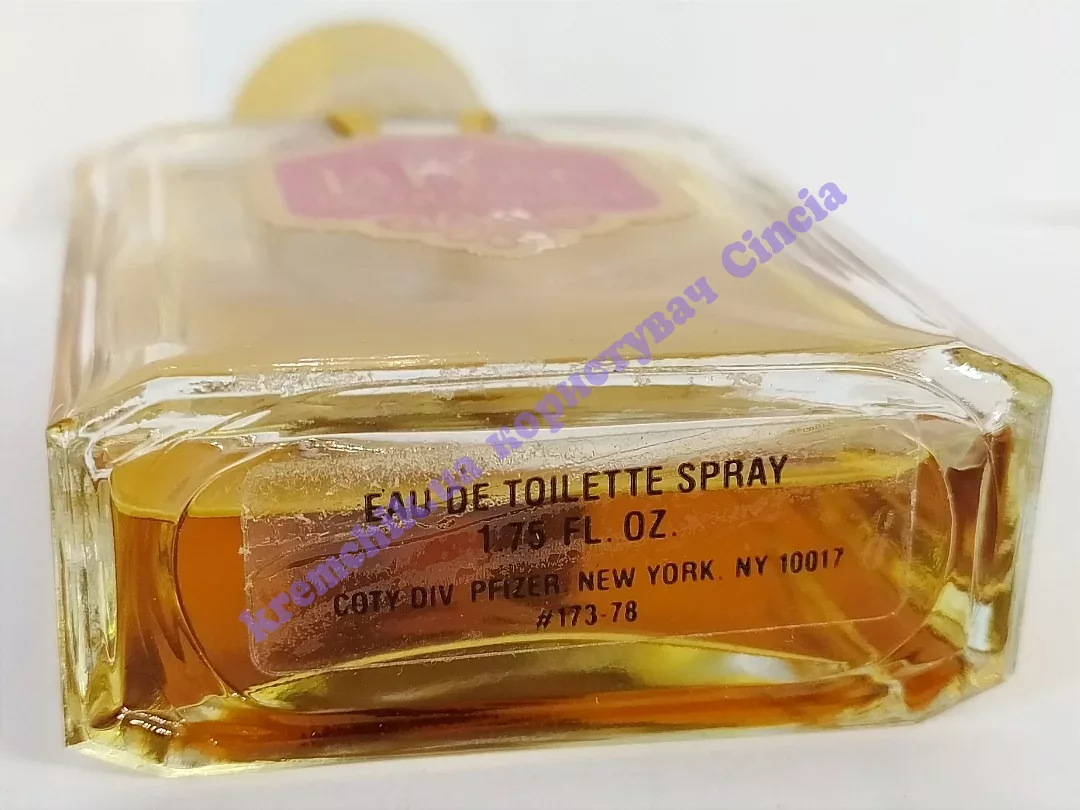 EAU DE TOILETTE SPRAY
1.75 FL. OZ.
COTY DIV PFIZER, NEW YORK, NY 10017
#173-78
kremchuvia користувач Cincia